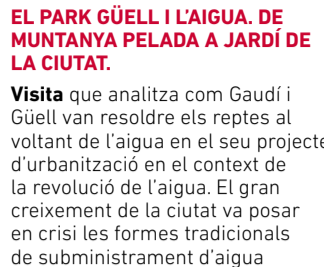 EL PARK GÜELL I L'AIGUA. DE
MUNTANYA PELADA A JARDÍ DE
LA CIUTAT.
Visita que analitza com Gaudí i
Güell van resoldre els reptes al
voltant de l'aigua en el seu projecte
d'urbanització en el context de
la revolució de l'aigua. El gran
creixement de la ciutat va posar
en crisi les formes tradicionals
de subministrament d'aigua